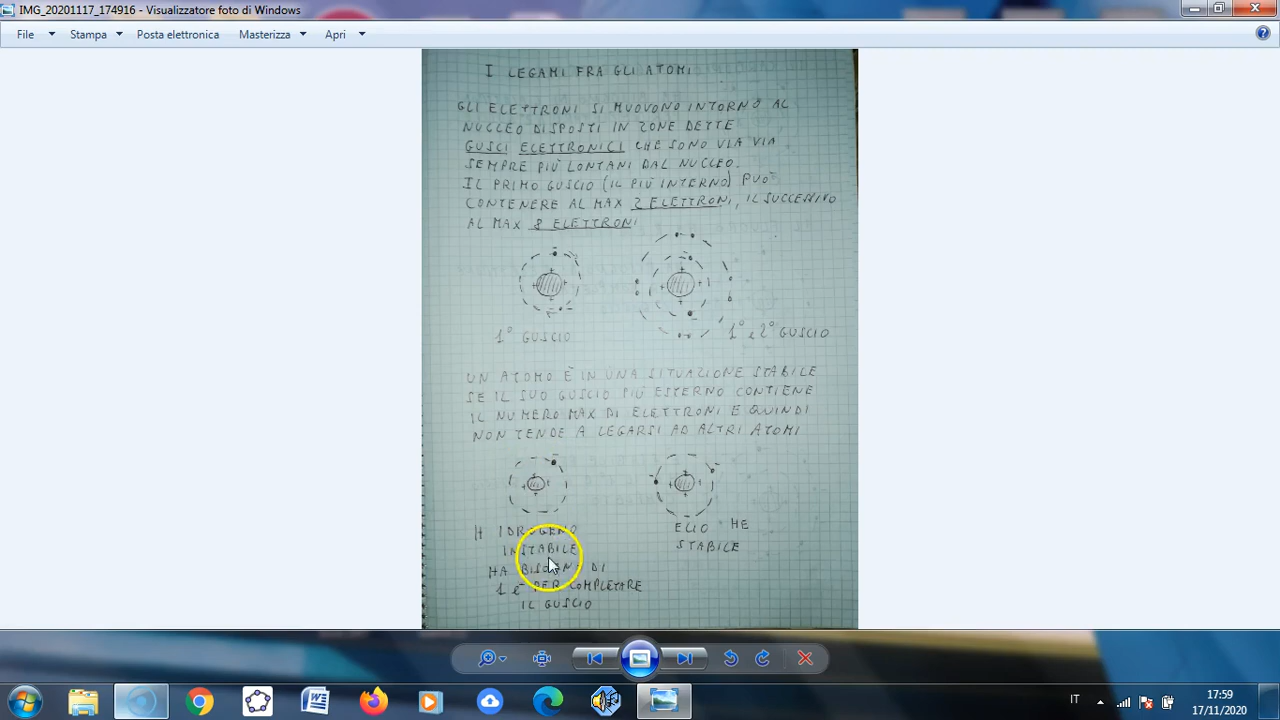 IMG_20201117_174916 - Visualizzatore foto di Windows
File Stampa Posta elettronica Masterizza Apri
I LEGAMI FRA GLI ATOMI
GLI ELETTRONI SI MUOVONO INTORNO AL
NUCLEO DISPOSTI IN ZONE DETTE
GUSCI ELETTRONICI CHE SONO VIA VIA
SEMPRE PIÙ LONTANI DAL NUCLEO.
IL PRIMO GUSCIO (IL PIÙ INTERNO) PUO'
CONTENERE AL MAX 2 ELETTRONI, IL SUCCESSIVO
AL MAX 8 ELETTRONI
1° GUSCIO
1° e 2° GUSCIO
UN ATOMO È IN UNA SITUAZIONE STABILE
SE IL SUO GUSCIO PIÙ ESTERNO CONTIENE
IL NUMERO MAX DI ELETTRONI E QUINDI
NON TENDE A LEGARSI AD ALTRI ATOMI
H IDROGENO
INSTABILE
HA BISOGNO DI
1 e⁻ PER COMPLETARE
IL GUSCIO
ELIO HE
STABILE
IT
17:59
17/11/2020